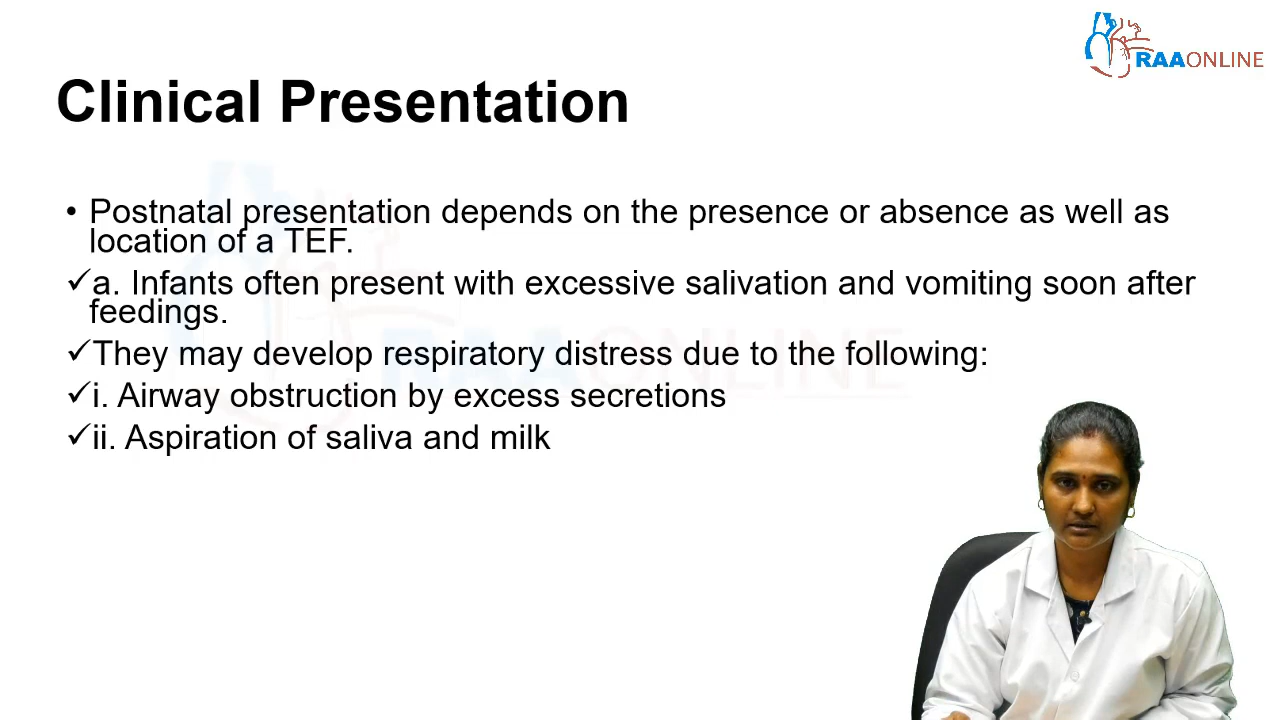 RAAONLINE
Clinical Presentation
• Postnatal presentation depends on the presence or absence as well as
location of a TEF.
✓a. Infants often present with excessive salivation and vomiting soon after
feedings.
✓They may develop respiratory distress due to the following:
✓i. Airway obstruction by excess secretions
✓ii. Aspiration of saliva and milk
RAAONLINE